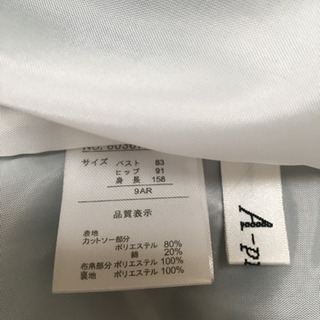 サイズ バスト 83
ヒップ 91
身長 158
9AR
品質表示
表地
カットソー部分
ポリエステル 80%
綿 20%
布帛部分 ポリエステル 100%
裏地 ポリエステル 100%